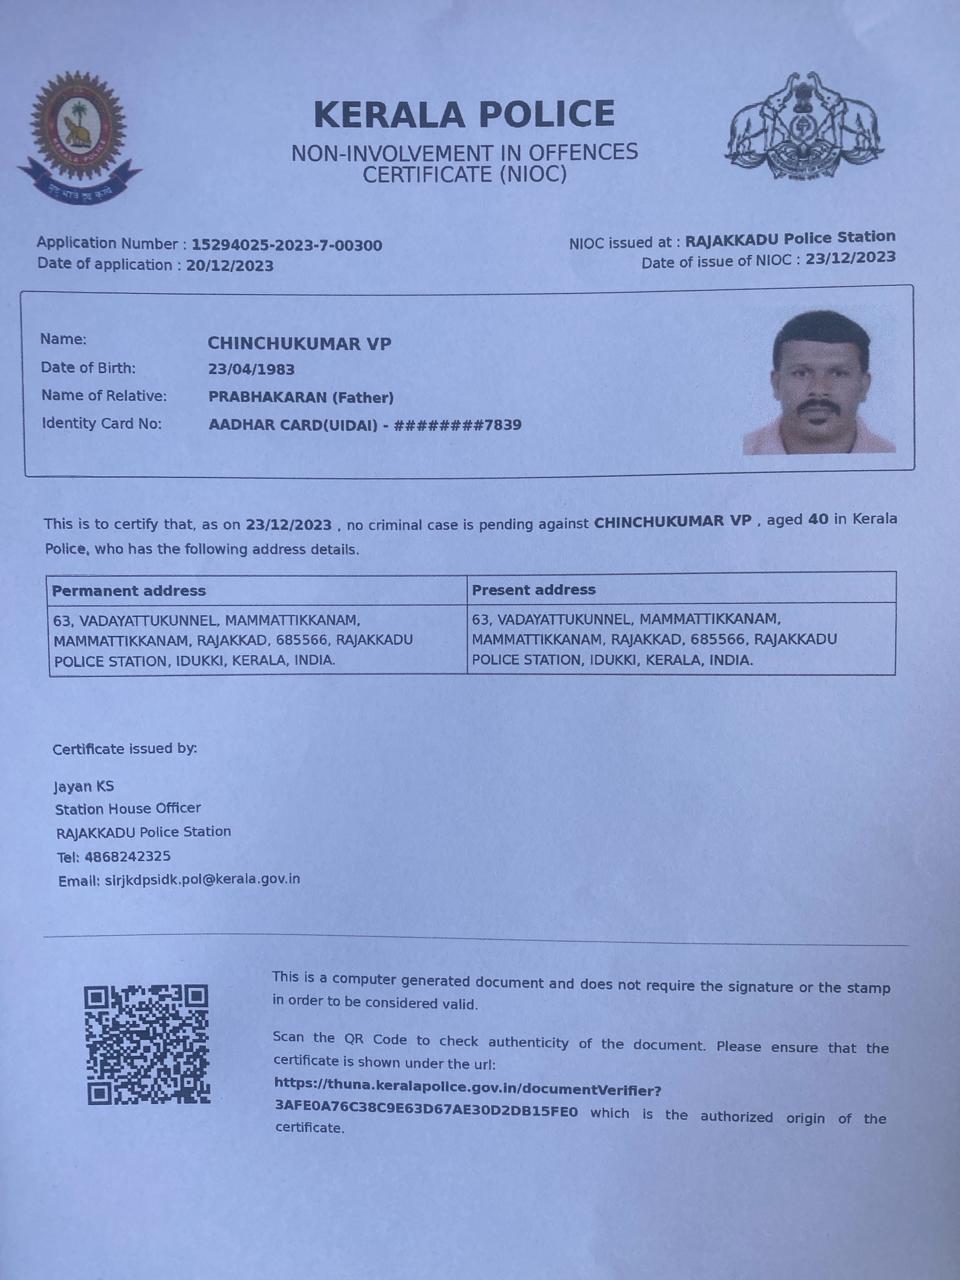 KERALA POLICE
NON-INVOLVEMENT IN OFFENCES
CERTIFICATE (NIOC)
Application Number : 15294025-2023-7-00300
Date of application : 20/12/2023
NIOC issued at : RAJAKKADU Police Station
Date of issue of NIOC : 23/12/2023
Name: CHINCHUKUMAR VP
Date of Birth: 23/04/1983
Name of Relative: PRABHAKARAN (Father)
Identity Card No: AADHAR CARD(UIDAI) - ########7839
This is to certify that, as on 23/12/2023 , no criminal case is pending against CHINCHUKUMAR VP , aged 40 in Kerala
Police, who has the following address details.
Permanent address
63, VADAYATTUKUNNEL, MAMMATTIKKANAM,
MAMMATTIKKANAM, RAJAKKAD, 685566, RAJAKKADU
POLICE STATION, IDUKKI, KERALA, INDIA.
Present address
63, VADAYATTUKUNNEL, MAMMATTIKKANAM,
MAMMATTIKKANAM, RAJAKKAD, 685566, RAJAKKADU
POLICE STATION, IDUKKI, KERALA, INDIA.
Certificate issued by:
Jayan KS
Station House Officer
RAJAKKADU Police Station
Tel: 4868242325
Email: sirjkdpsidk.pol@kerala.gov.in
This is a computer generated document and does not require the signature or the stamp
in order to be considered valid.
Scan the QR Code to check authenticity of the document. Please ensure that the
certificate is shown under the url:
https://thuna.keralapolice.gov.in/documentVerifier?
3AFE0A76C38C9E63D67AE30D2DB15FE0 which is the authorized origin of the
certificate.